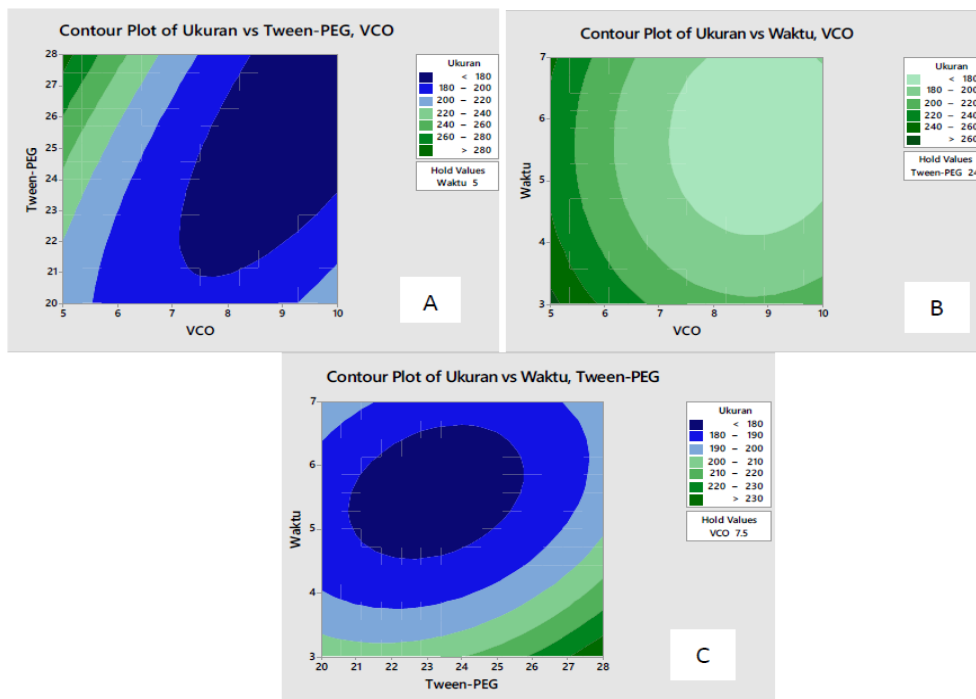 Contour Plot of Ukuran vs Tween-PEG, VCO
28
27
26
25
24
23
22
21
20
Tween-PEG
5 6 7 8 9 10
VCO
Ukuran
< 180
180 – 200
200 – 220
220 – 240
240 – 260
260 – 280
> 280
Hold Values
Waktu 5
A
Contour Plot of Ukuran vs Waktu, VCO
7
6
5
4
3
Waktu
5 6 7 8 9 10
VCO
Ukuran
< 180
180 – 200
200 – 220
220 – 240
240 – 260
> 260
Hold Values
Tween-PEG 24
B
Contour Plot of Ukuran vs Waktu, Tween-PEG
7
6
5
4
3
Waktu
20 21 22 23 24 25 26 27 28
Tween-PEG
Ukuran
< 180
180 – 190
190 – 200
200 – 210
210 – 220
220 – 230
> 230
Hold Values
VCO 7.5
C